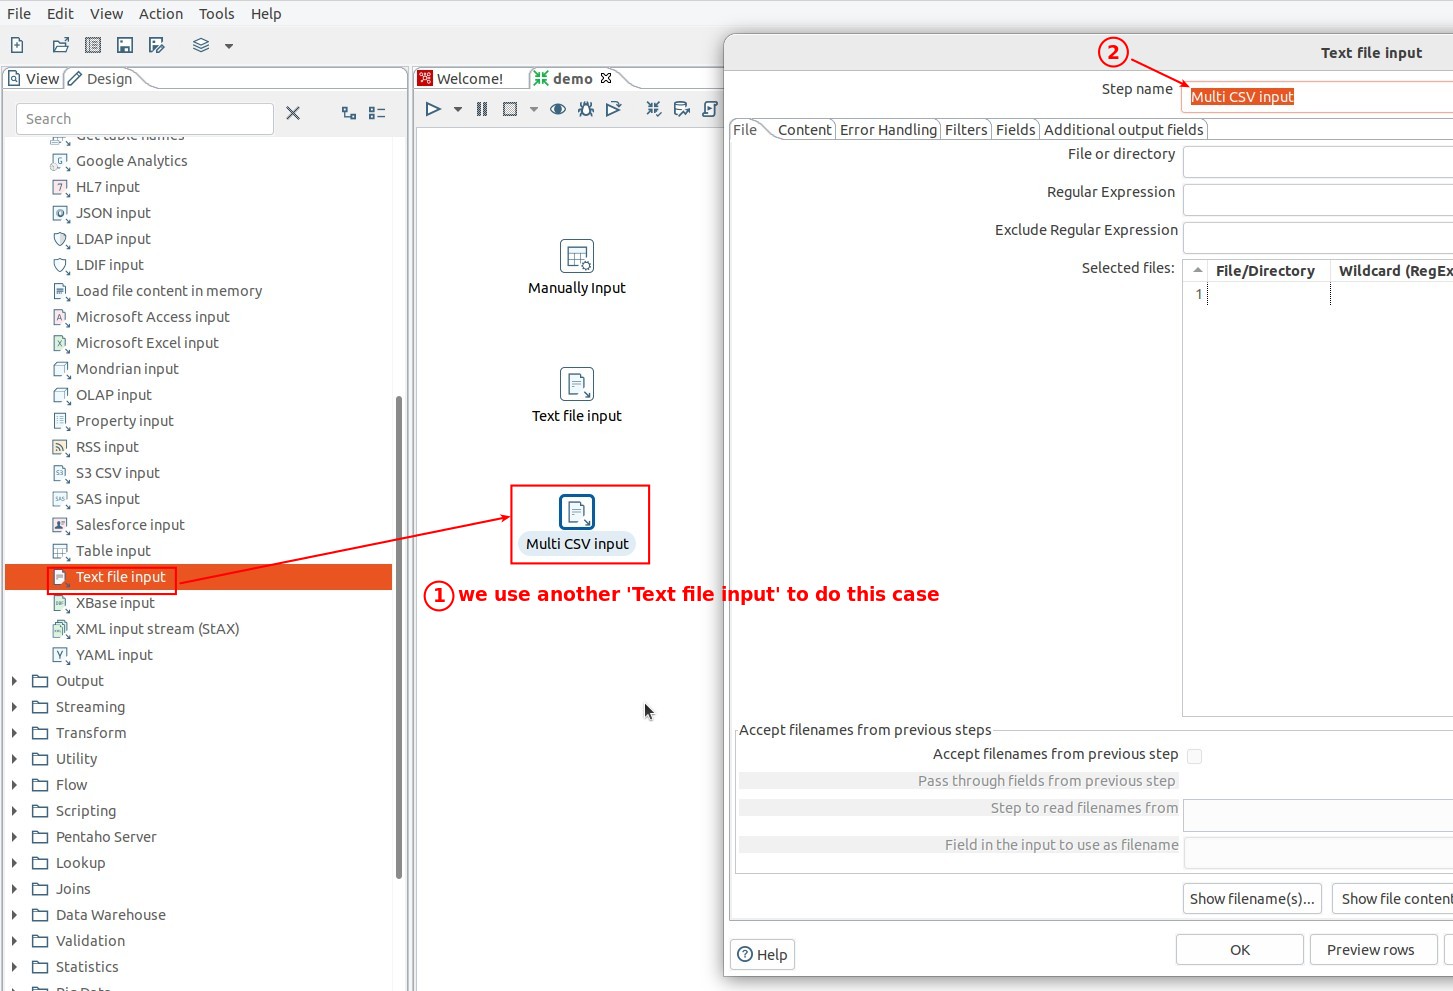 File Edit View Action Tools Help
View Design
Search
Get table names
Google Analytics
HL7 input
JSON input
LDAP input
LDIF input
Load file content in memory
Microsoft Access input
Microsoft Excel input
Mondrian input
OLAP input
Property input
RSS input
S3 CSV input
SAS input
Salesforce input
Table input
Text file input
XBase input
XML input stream (StAX)
YAML input
Output
Streaming
Transform
Utility
Flow
Scripting
Pentaho Server
Lookup
Joins
Data Warehouse
Validation
Statistics
Welcome! demo
Manually Input
Text file input
Multi CSV input
1 we use another 'Text file input' to do this case
2
Text file input
Step name Multi CSV input
File Content Error Handling Filters Fields Additional output fields
File or directory
Regular Expression
Exclude Regular Expression
Selected files: File/Directory Wildcard (RegEx
1
Accept filenames from previous steps
Accept filenames from previous step
Pass through fields from previous step
Step to read filenames from
Field in the input to use as filename
Show filename(s)... Show file content
Help OK Preview rows